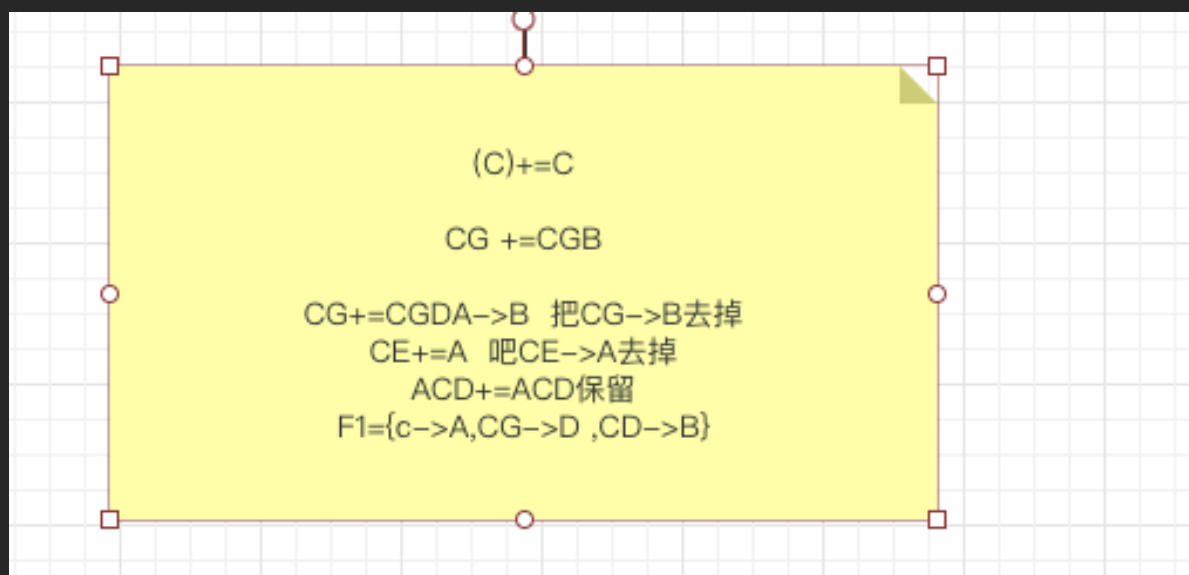 (C)+=C
CG +=CGB
CG+=CGDA->B 把CG->B去掉
CE+=A 吧CE->A去掉
ACD+=ACD保留
F1={c->A,CG->D ,CD->B}